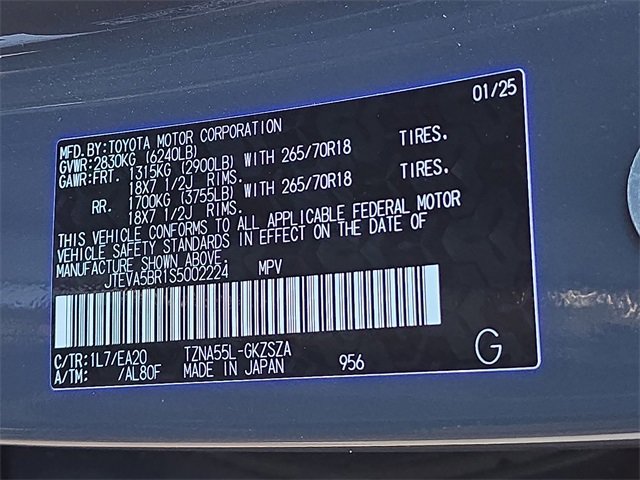 01/25
MFD.BY:TOYOTA MOTOR CORPORATION
GVWR:2830KG (6240LB)
GAWR:FRT. 1315KG (2900LB) WITH 265/70R18 TIRES.
18X7 1/2J RIMS.
RR. 1700KG (3755LB) WITH 265/70R18 TIRES.
18X7 1/2J RIMS.
THIS VEHICLE CONFORMS TO ALL APPLICABLE FEDERAL MOTOR
VEHICLE SAFETY STANDARDS IN EFFECT ON THE DATE OF
MANUFACTURE SHOWN ABOVE.
JTEVA5BR1S5002224 MPV
C/TR:1L7/EA20 TZNA55L-GKZSZA
A/TM: /AL80F MADE IN JAPAN 956 G